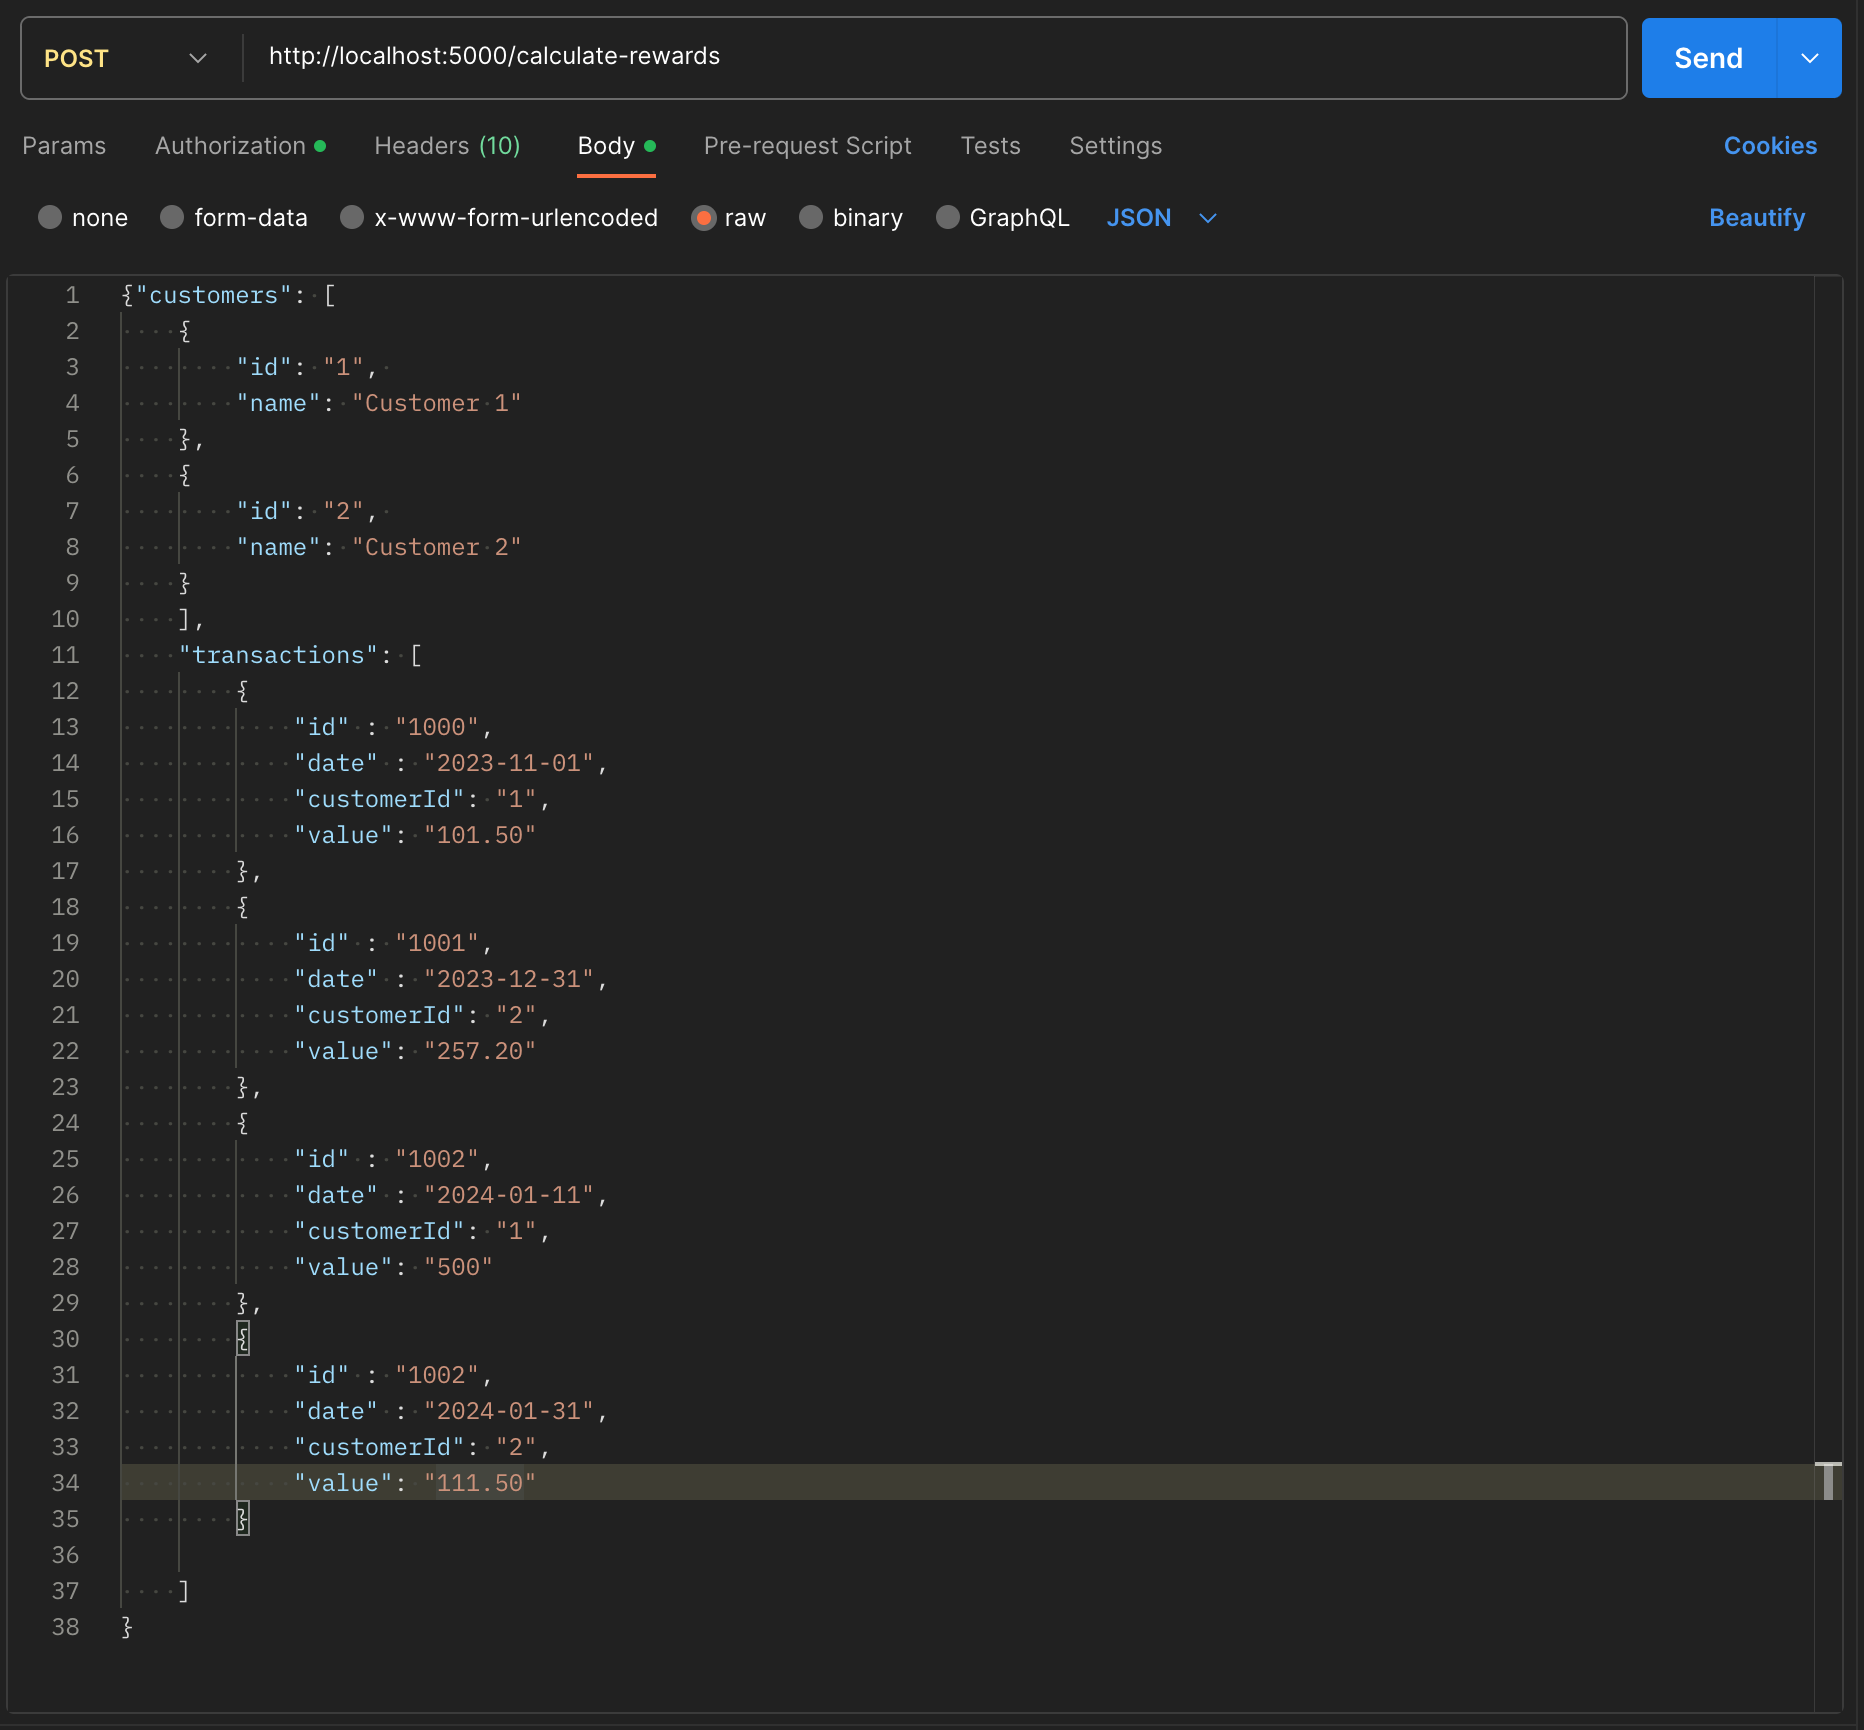 POST http://localhost:5000/calculate-rewards Send
Params Authorization Headers (10) Body Pre-request Script Tests Settings Cookies
none form-data x-www-form-urlencoded raw binary GraphQL JSON Beautify
1 {"customers": [
2 {
3 "id": "1",
4 "name": "Customer 1"
5 },
6 {
7 "id": "2",
8 "name": "Customer 2"
9 }
10 ],
11 "transactions": [
12 {
13 "id" : "1000",
14 "date" : "2023-11-01",
15 "customerId": "1",
16 "value": "101.50"
17 },
18 {
19 "id" : "1001",
20 "date" : "2023-12-31",
21 "customerId": "2",
22 "value": "257.20"
23 },
24 {
25 "id" : "1002",
26 "date" : "2024-01-11",
27 "customerId": "1",
28 "value": "500"
29 },
30 {
31 "id" : "1002",
32 "date" : "2024-01-31",
33 "customerId": "2",
34 "value": "111.50"
35 }
36
37 ]
38 }